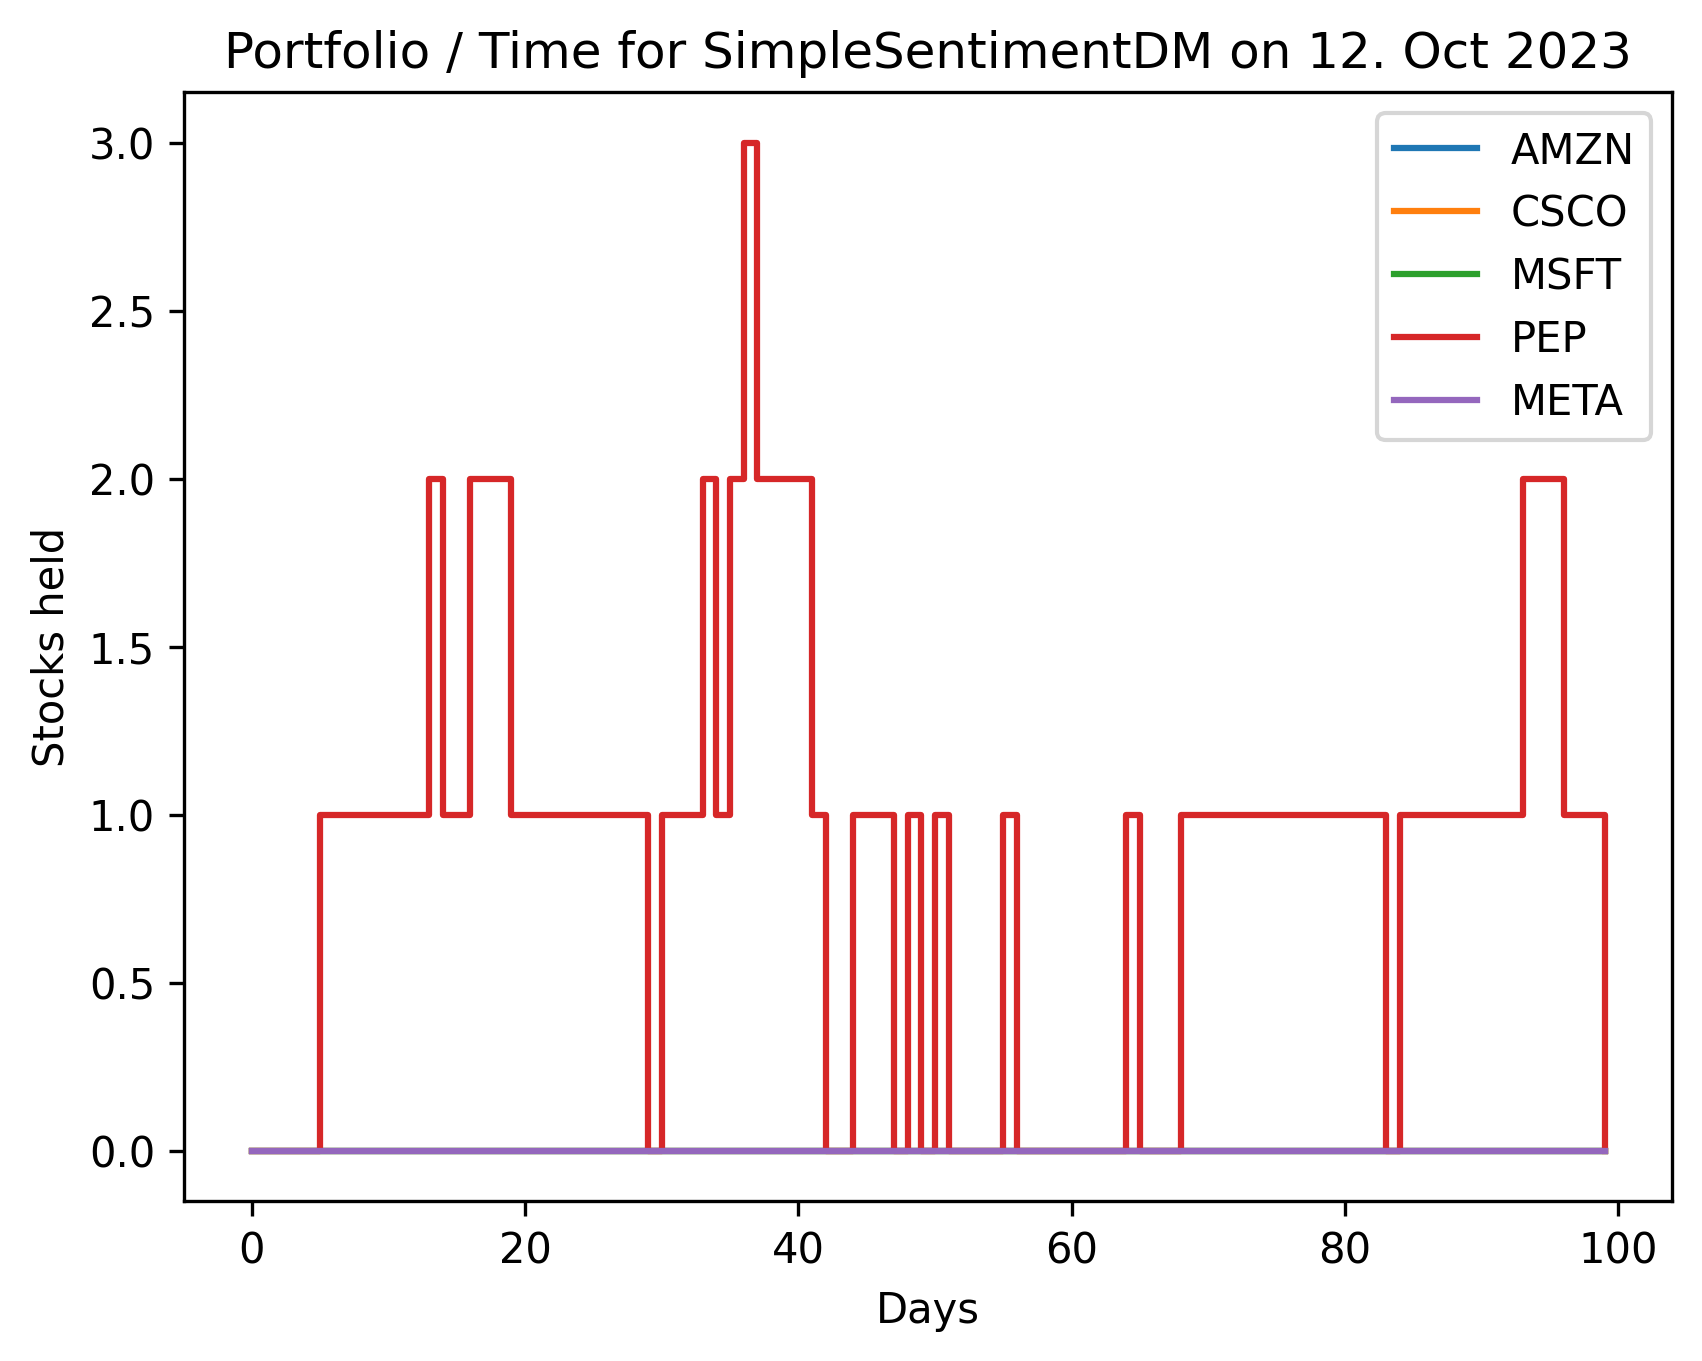 Portfolio / Time for SimpleSentimentDM on 12. Oct 2023
AMZN
CSCO
MSFT
PEP
META
3.0
2.5
2.0
1.5
1.0
0.5
0.0
Stocks held
0 20 40 60 80 100
Days